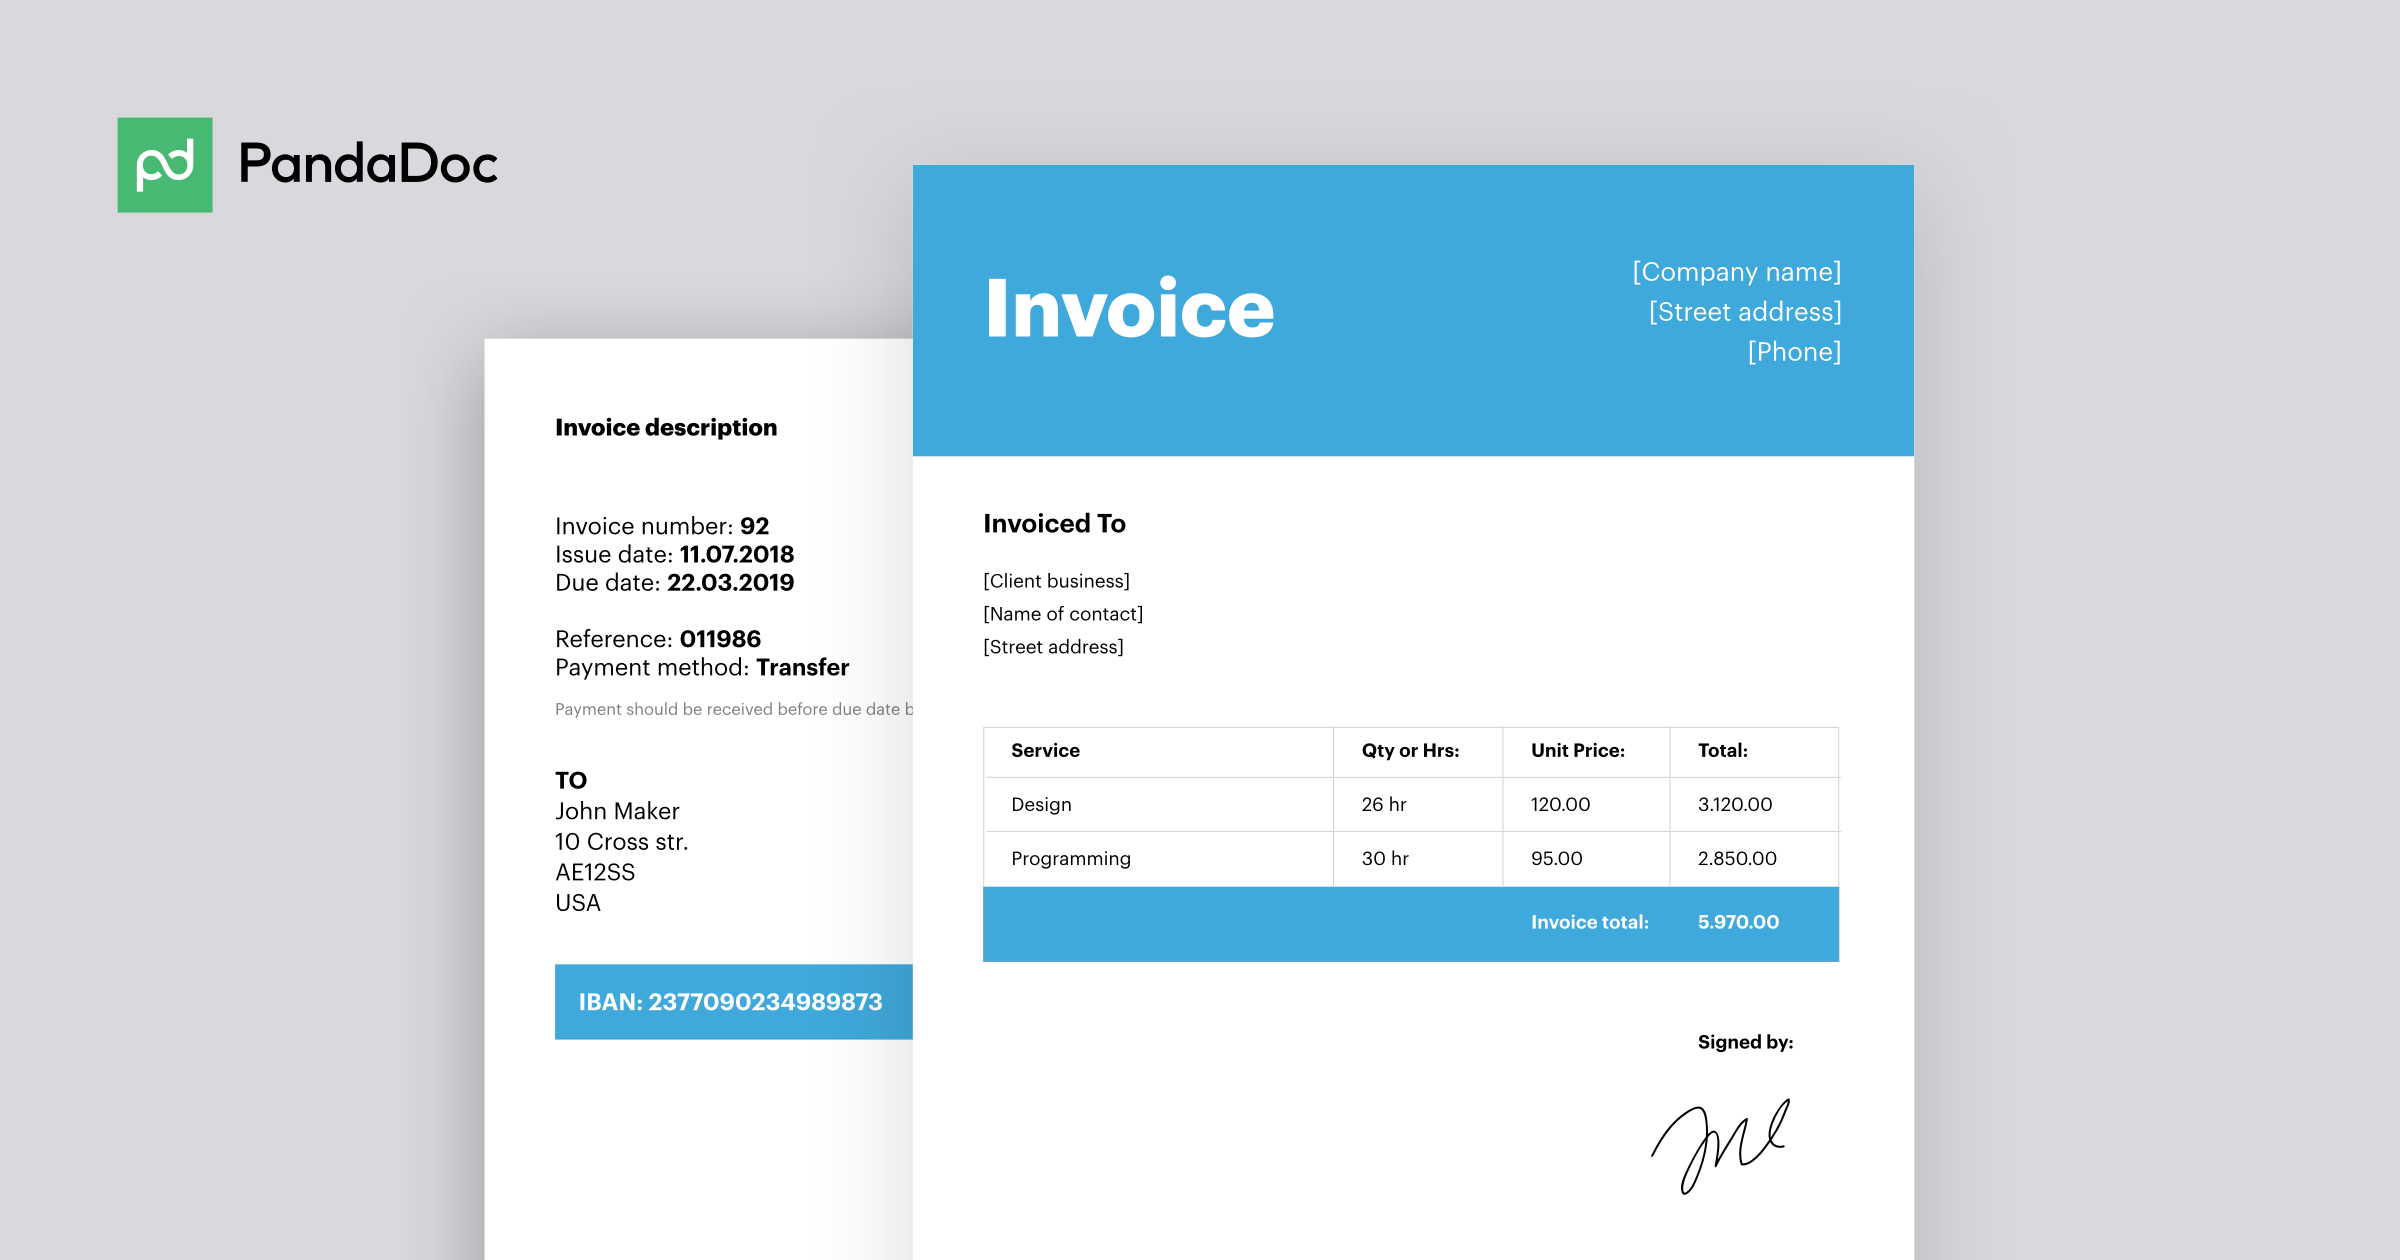 PandaDoc
Invoice description
Invoice number: 92
Issue date: 11.07.2018
Due date: 22.03.2019
Reference: 011986
Payment method: Transfer
Payment should be received before due date
TO
John Maker
10 Cross str.
AE12SS
USA
IBAN: 2377090234989873
Invoice
[Company name]
[Street address]
[Phone]
Invoiced To
[Client business]
[Name of contact]
[Street address]
Service Qty or Hrs: Unit Price: Total:
Design 26 hr 120.00 3.120.00
Programming 30 hr 95.00 2.850.00
Invoice total: 5.970.00
Signed by: